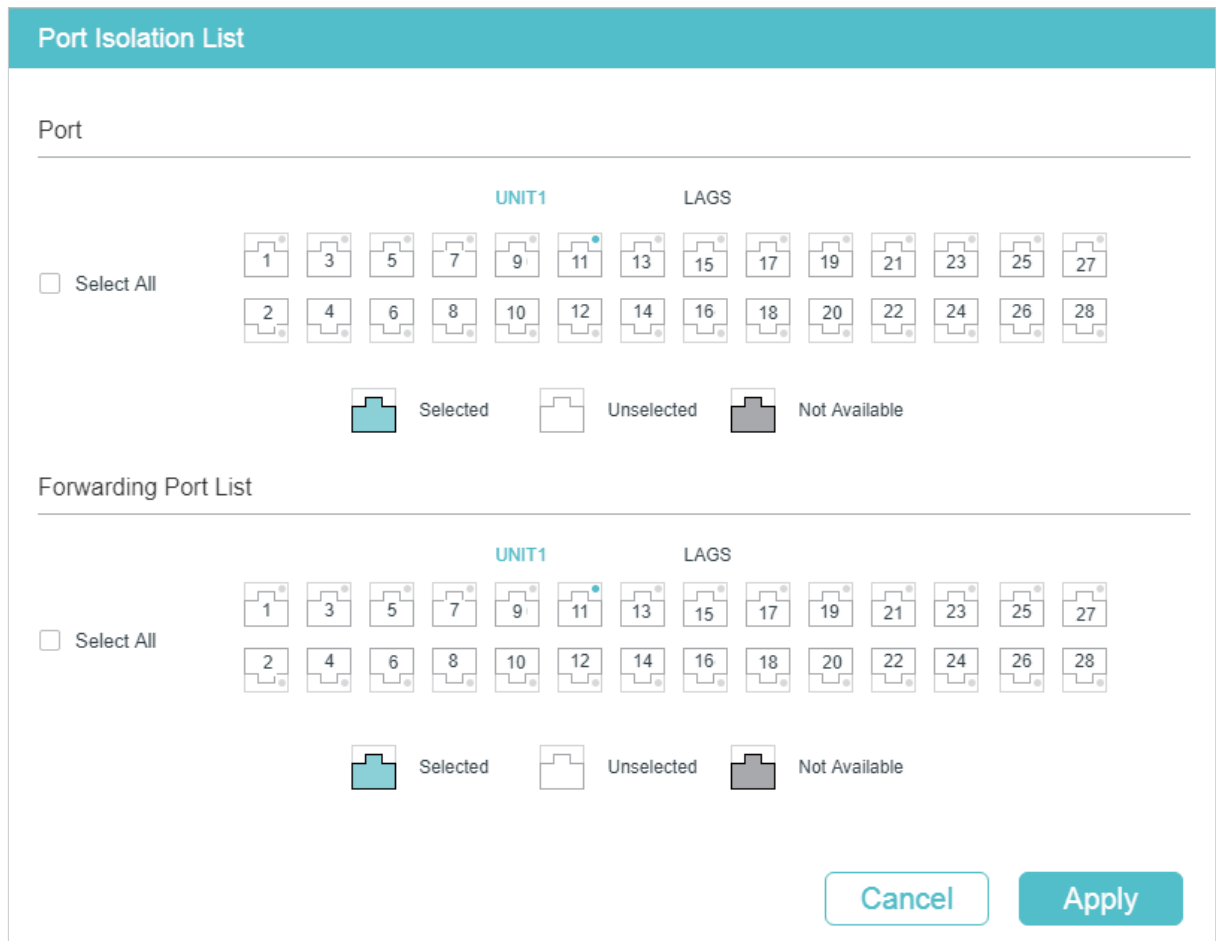 Port Isolation List
Port
UNIT1 LAGS
1 3 5 7 9 11 13 15 17 19 21 23 25 27
Select All
2 4 6 8 10 12 14 16 18 20 22 24 26 28
Selected Unselected Not Available
Forwarding Port List
UNIT1 LAGS
1 3 5 7 9 11 13 15 17 19 21 23 25 27
Select All
2 4 6 8 10 12 14 16 18 20 22 24 26 28
Selected Unselected Not Available
Cancel Apply